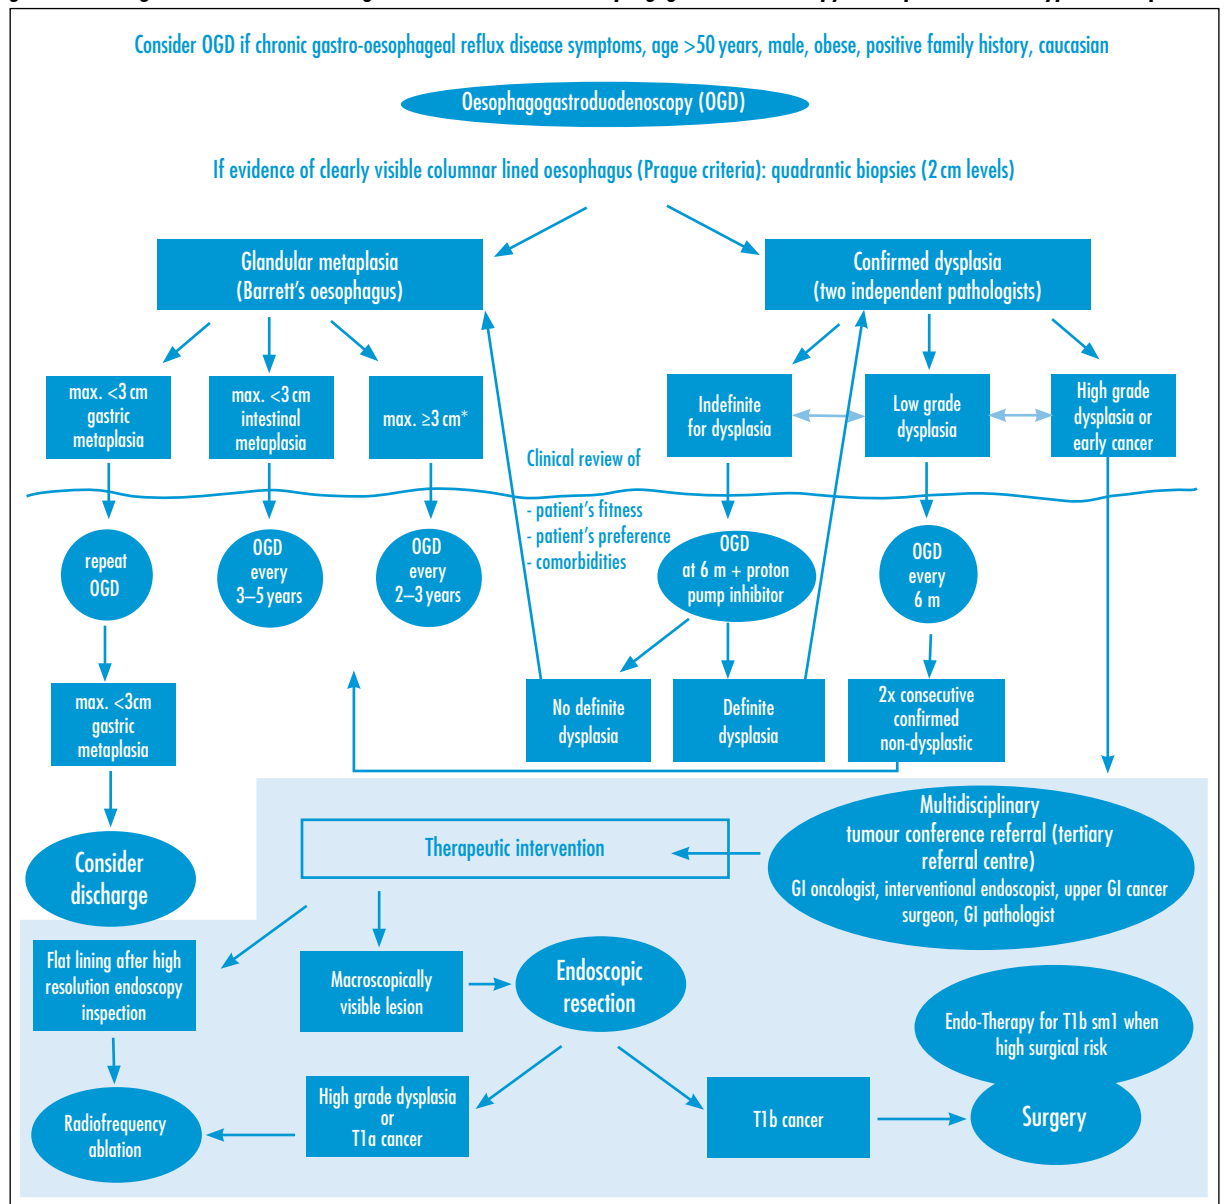 Consider OGD if chronic gastro-oesophageal reflux disease symptoms, age >50 years, male, obese, positive family history, caucasian
Oesophagogastroduodenoscopy (OGD)
If evidence of clearly visible columnar lined oesophagus (Prague criteria): quadrantic biopsies (2 cm levels)
Glandular metaplasia
(Barrett's oesophagus)
Confirmed dysplasia
(two independent pathologists)
max. <3 cm
gastric
metaplasia
max. <3 cm
intestinal
metaplasia
max. ≥3 cm*
Indefinite
for dysplasia
Low grade
dysplasia
High grade
dysplasia or
early cancer
Clinical review of
- patient's fitness
- patient's preference
- comorbidities
repeat
OGD
OGD
every
3–5 years
OGD
every
2–3 years
OGD
at 6 m + proton
pump inhibitor
OGD
every
6 m
max. <3cm
gastric
metaplasia
No definite
dysplasia
Definite
dysplasia
2x consecutive
confirmed
non-dysplastic
Consider
discharge
Therapeutic intervention
Multidisciplinary
tumour conference referral (tertiary
referral centre)
GI oncologist, interventional endoscopist, upper GI cancer
surgeon, GI pathologist
Flat lining after high
resolution endoscopy
inspection
Macroscopically
visible lesion
Endoscopic
resection
Endo-Therapy for T1b sm1 when
high surgical risk
Radiofrequency
ablation
High grade dysplasia
or
T1a cancer
T1b cancer
Surgery